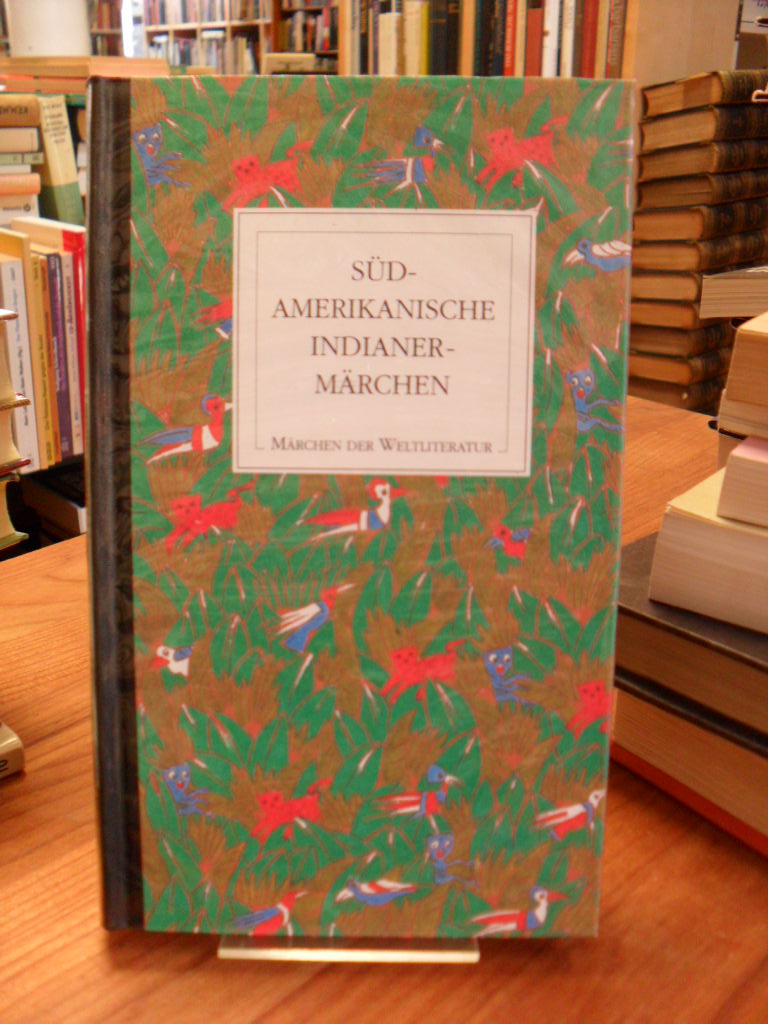 SÜD-
AMERIKANISCHE
INDIANER-
MÄRCHEN
MÄRCHEN DER WELTLITERATUR